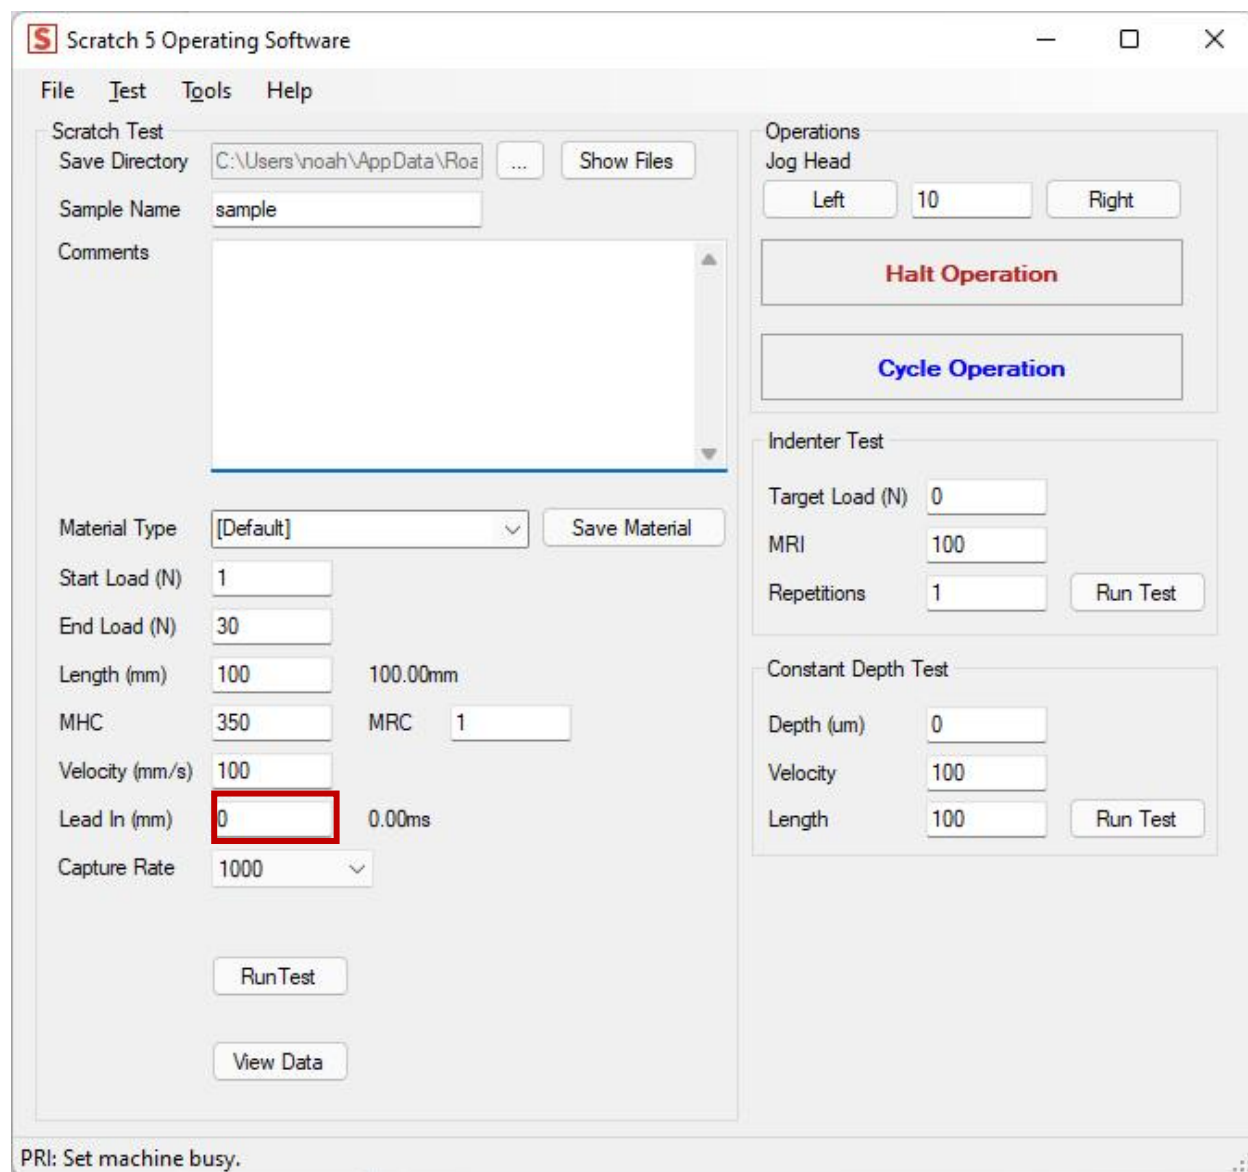 S Scratch 5 Operating Software
File Test Tools Help
Scratch Test
Save Directory C:\Users\noah\AppData\Roa ... Show Files
Sample Name sample
Comments
Material Type [Default] Save Material
Start Load (N) 1
End Load (N) 30
Length (mm) 100 100.00mm
MHC 350 MRC 1
Velocity (mm/s) 100
Lead In (mm) 0 0.00ms
Capture Rate 1000
RunTest
View Data
Operations
Jog Head
Left 10 Right
Halt Operation
Cycle Operation
Indenter Test
Target Load (N) 0
MRI 100
Repetitions 1 Run Test
Constant Depth Test
Depth (um) 0
Velocity 100
Length 100 Run Test
PRI: Set machine busy.